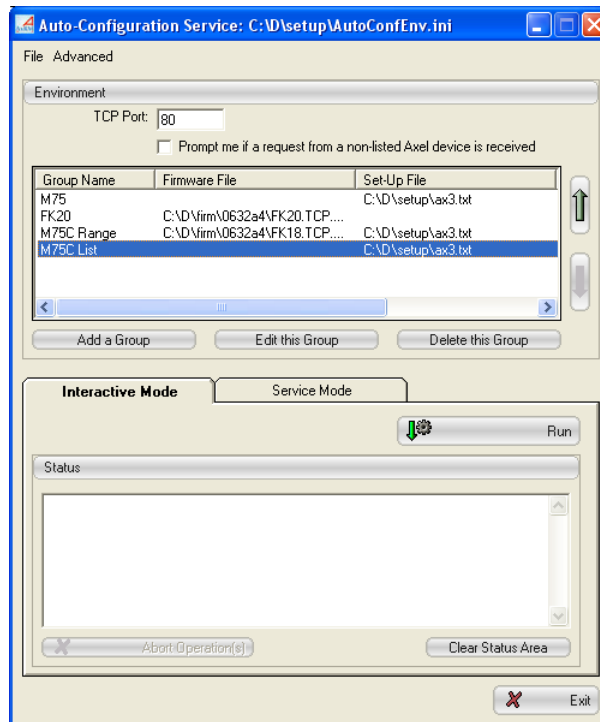 Auto-Configuration Service: C:\D\setup\AutoConfEnv.ini
File Advanced
Environment
TCP Port: 80
Prompt me if a request from a non-listed Axel device is received
Group Name Firmware File Set-Up File
M75 C:\D\setup\ax3.txt
FK20 C:\D\firm\0632a4\FK20.TCP....
M75C Range C:\D\firm\0632a4\FK18.TCP.... C:\D\setup\ax3.txt
M75C List C:\D\setup\ax3.txt
Add a Group Edit this Group Delete this Group
Interactive Mode Service Mode
Run
Status
Abort Operation(s) Clear Status Area
Exit